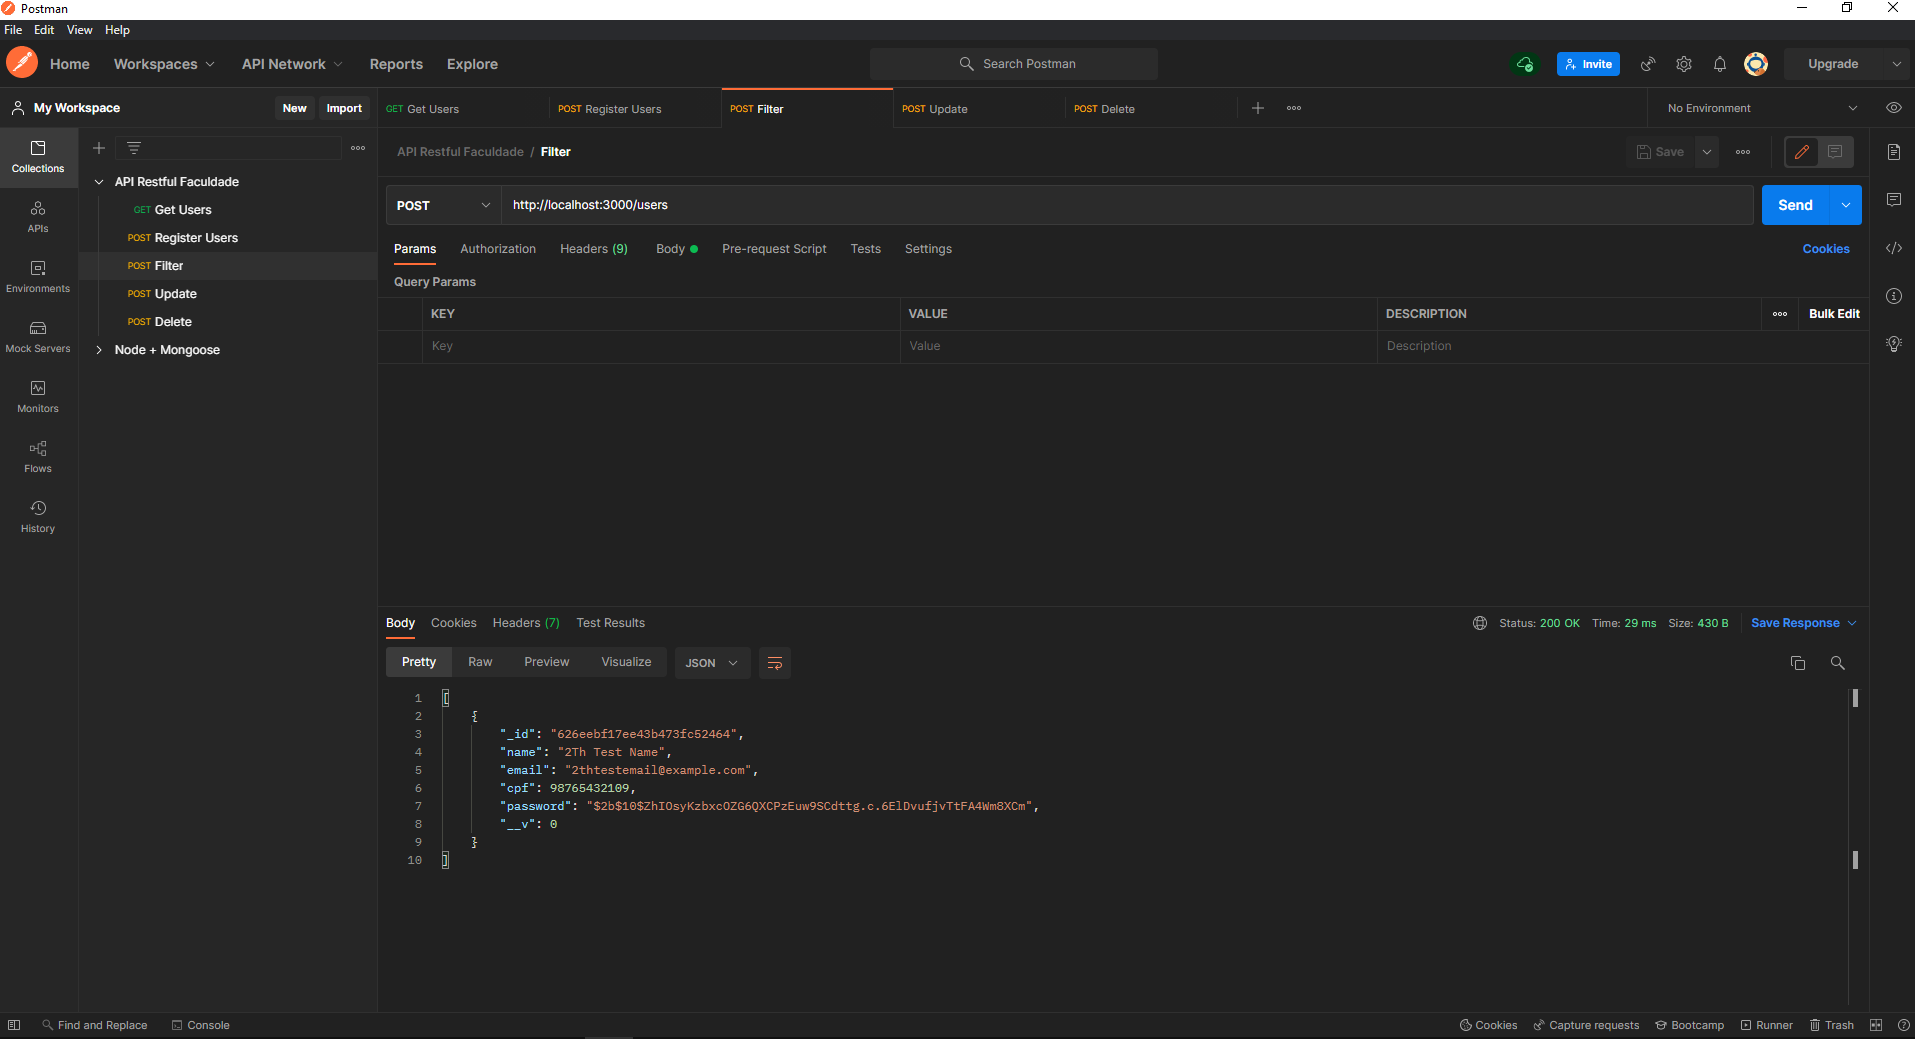 Postman
File Edit View Help
Home Workspaces API Network Reports Explore Search Postman Invite Upgrade
My Workspace New Import GET Get Users POST Register Users POST Filter POST Update POST Delete No Environment
Collections
APIs
Environments
Mock Servers
Monitors
Flows
History
API Restful Faculdade
GET Get Users
POST Register Users
POST Filter
POST Update
POST Delete
Node + Mongoose
API Restful Faculdade / Filter Save
POST http://localhost:3000/users Send
Params Authorization Headers (9) Body Pre-request Script Tests Settings Cookies
Query Params
KEY VALUE DESCRIPTION Bulk Edit
Key Value Description
Body Cookies Headers (7) Test Results Status: 200 OK Time: 29 ms Size: 430 B Save Response
Pretty Raw Preview Visualize JSON
1 [
2 {
3 "_id": "626eebf17ee43b473fc52464",
4 "name": "2Th Test Name",
5 "email": "2thtestemail@example.com",
6 "cpf": 98765432109,
7 "password": "$2b$10$ZhIOsyKzbxcOZG6QXCPzEuw9SCdttg.c.6ElDvufjvTtFA4Wm8XCm",
8 "__v": 0
9 }
10 ]
Find and Replace Console Cookies Capture requests Bootcamp Runner Trash